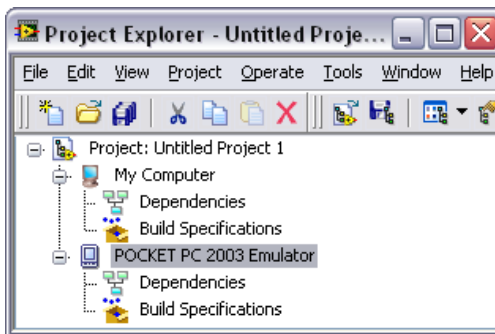 Project Explorer - Untitled Proje...
File Edit View Project Operate Tools Window Help
Project: Untitled Project 1
My Computer
Dependencies
Build Specifications
POCKET PC 2003 Emulator
Dependencies
Build Specifications